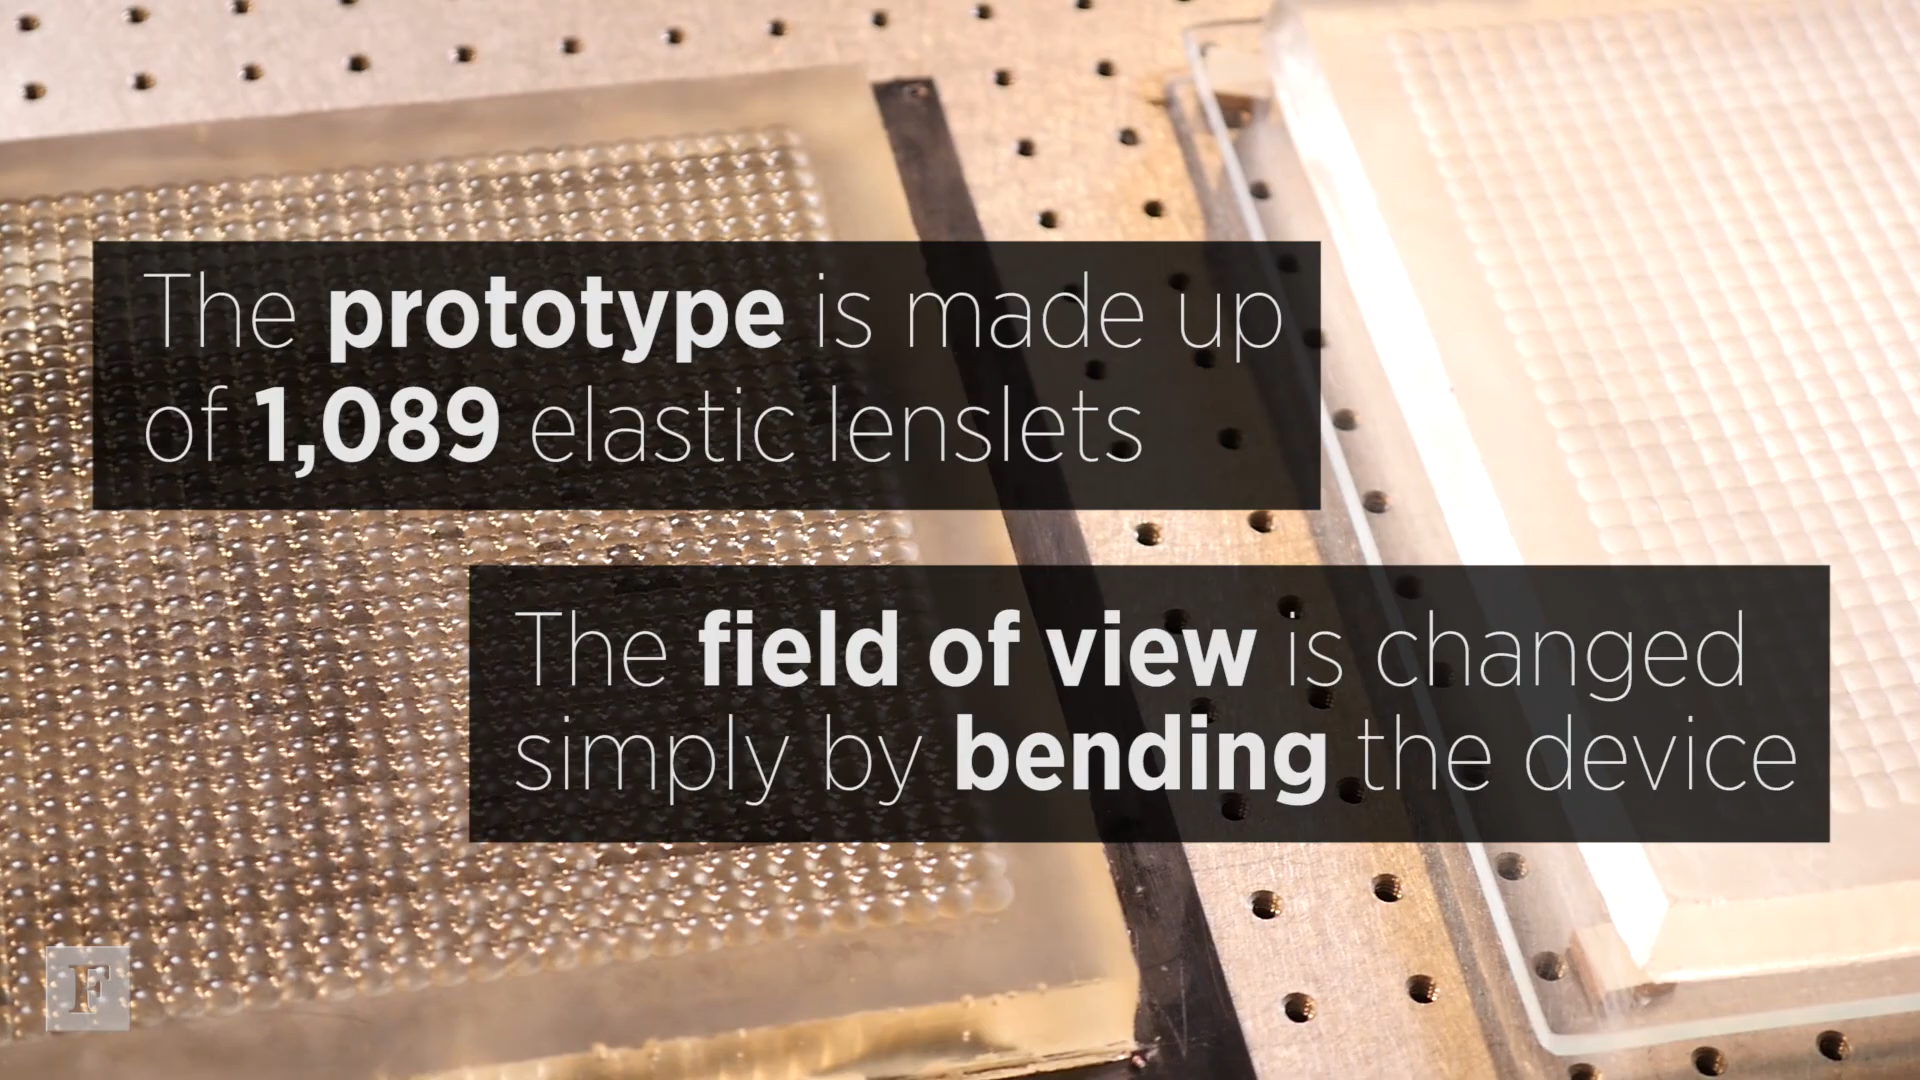 The prototype is made up
of 1,089 elastic lenslets
The field of view is changed
simply by bending the device
F